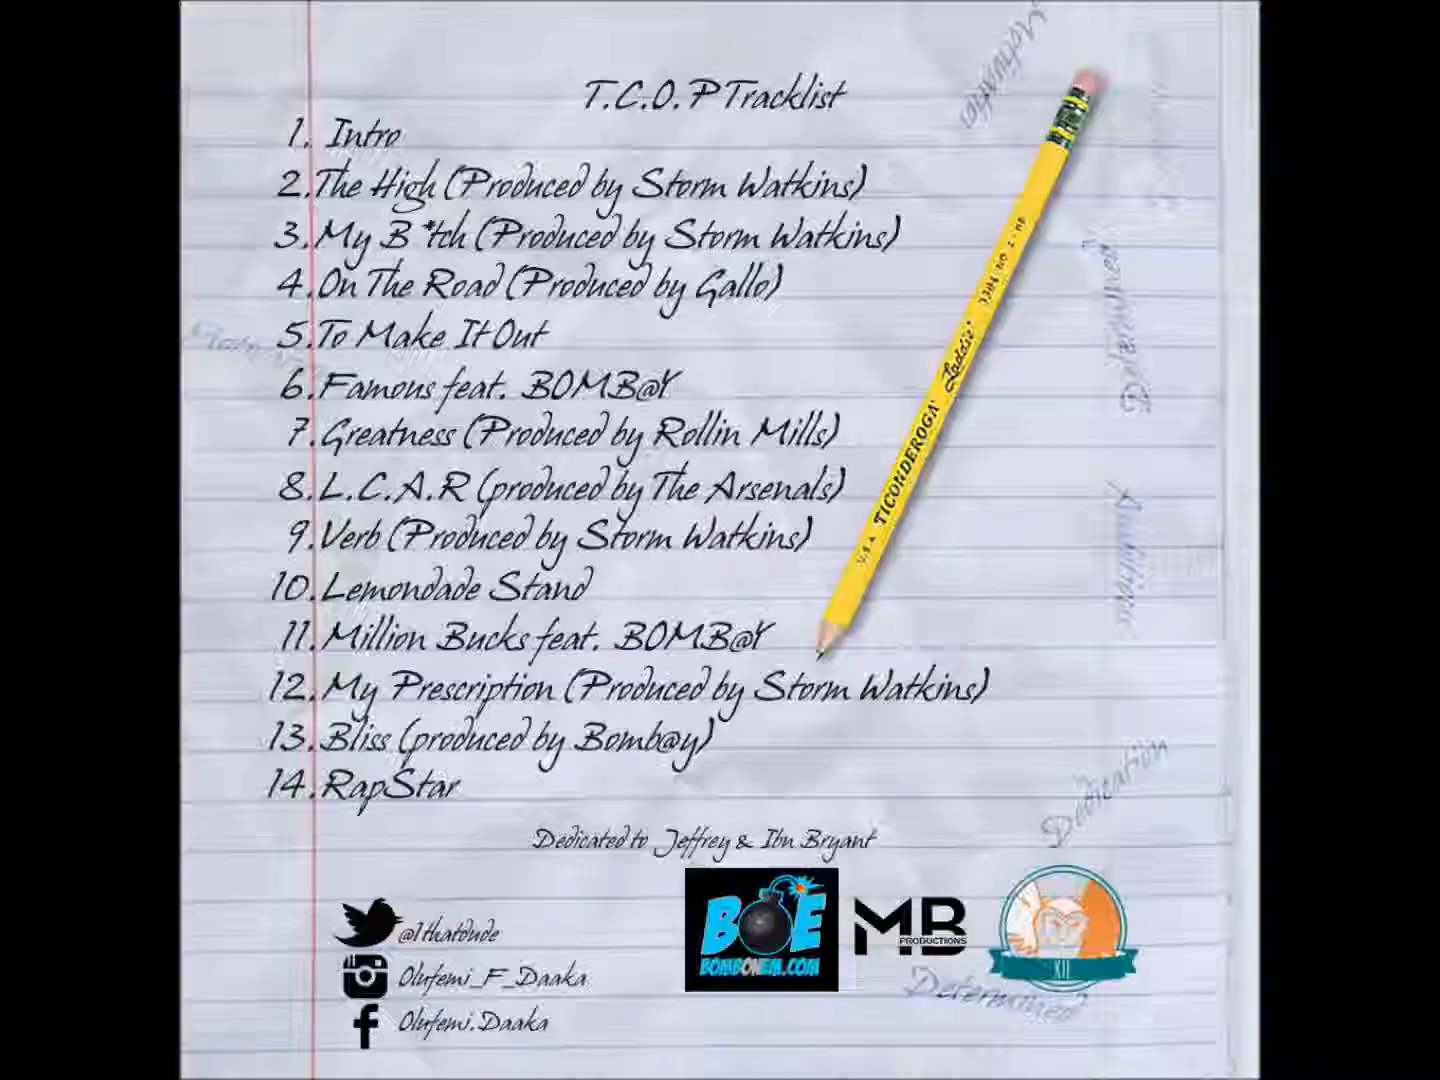 T.C.O.P Tracklist
1. Intro
2. The High (Produced by Storm Watkins)
3. My B*tch (Produced by Storm Watkins)
4. On The Road (Produced by Gallo)
5. To Make It Out
6. Famous feat. BOMB@Y
7. Greatness (Produced by Rollin Mills)
8. L.C.A.R (produced by The Arsenals)
9. Verb (Produced by Storm Watkins)
10. Lemondade Stand
11. Million Bucks feat. BOMB@Y
12. My Prescription (Produced by Storm Watkins)
13. Bliss (produced by Bomb@y)
14. RapStar
Dedicated to Jeffrey & Ibn Bryant
@1thatdude
Olufemi_F_Daaka
Olufemi.Daaka
BOE
BOMBONEM.COM
MB
PRODUCTIONS
XII
U.S.A. TICONDEROGA Laddie
Dedication
Determined